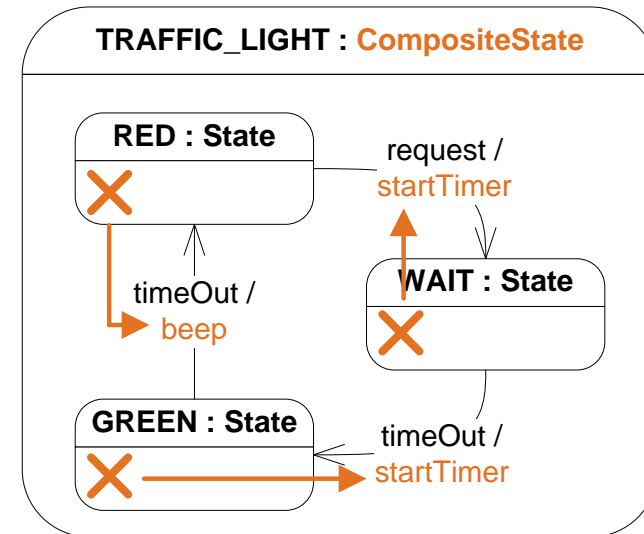 TRAFFIC_LIGHT : CompositeState
RED : State
request /
startTimer
WAIT : State
timeOut /
beep
GREEN : State
timeOut /
startTimer